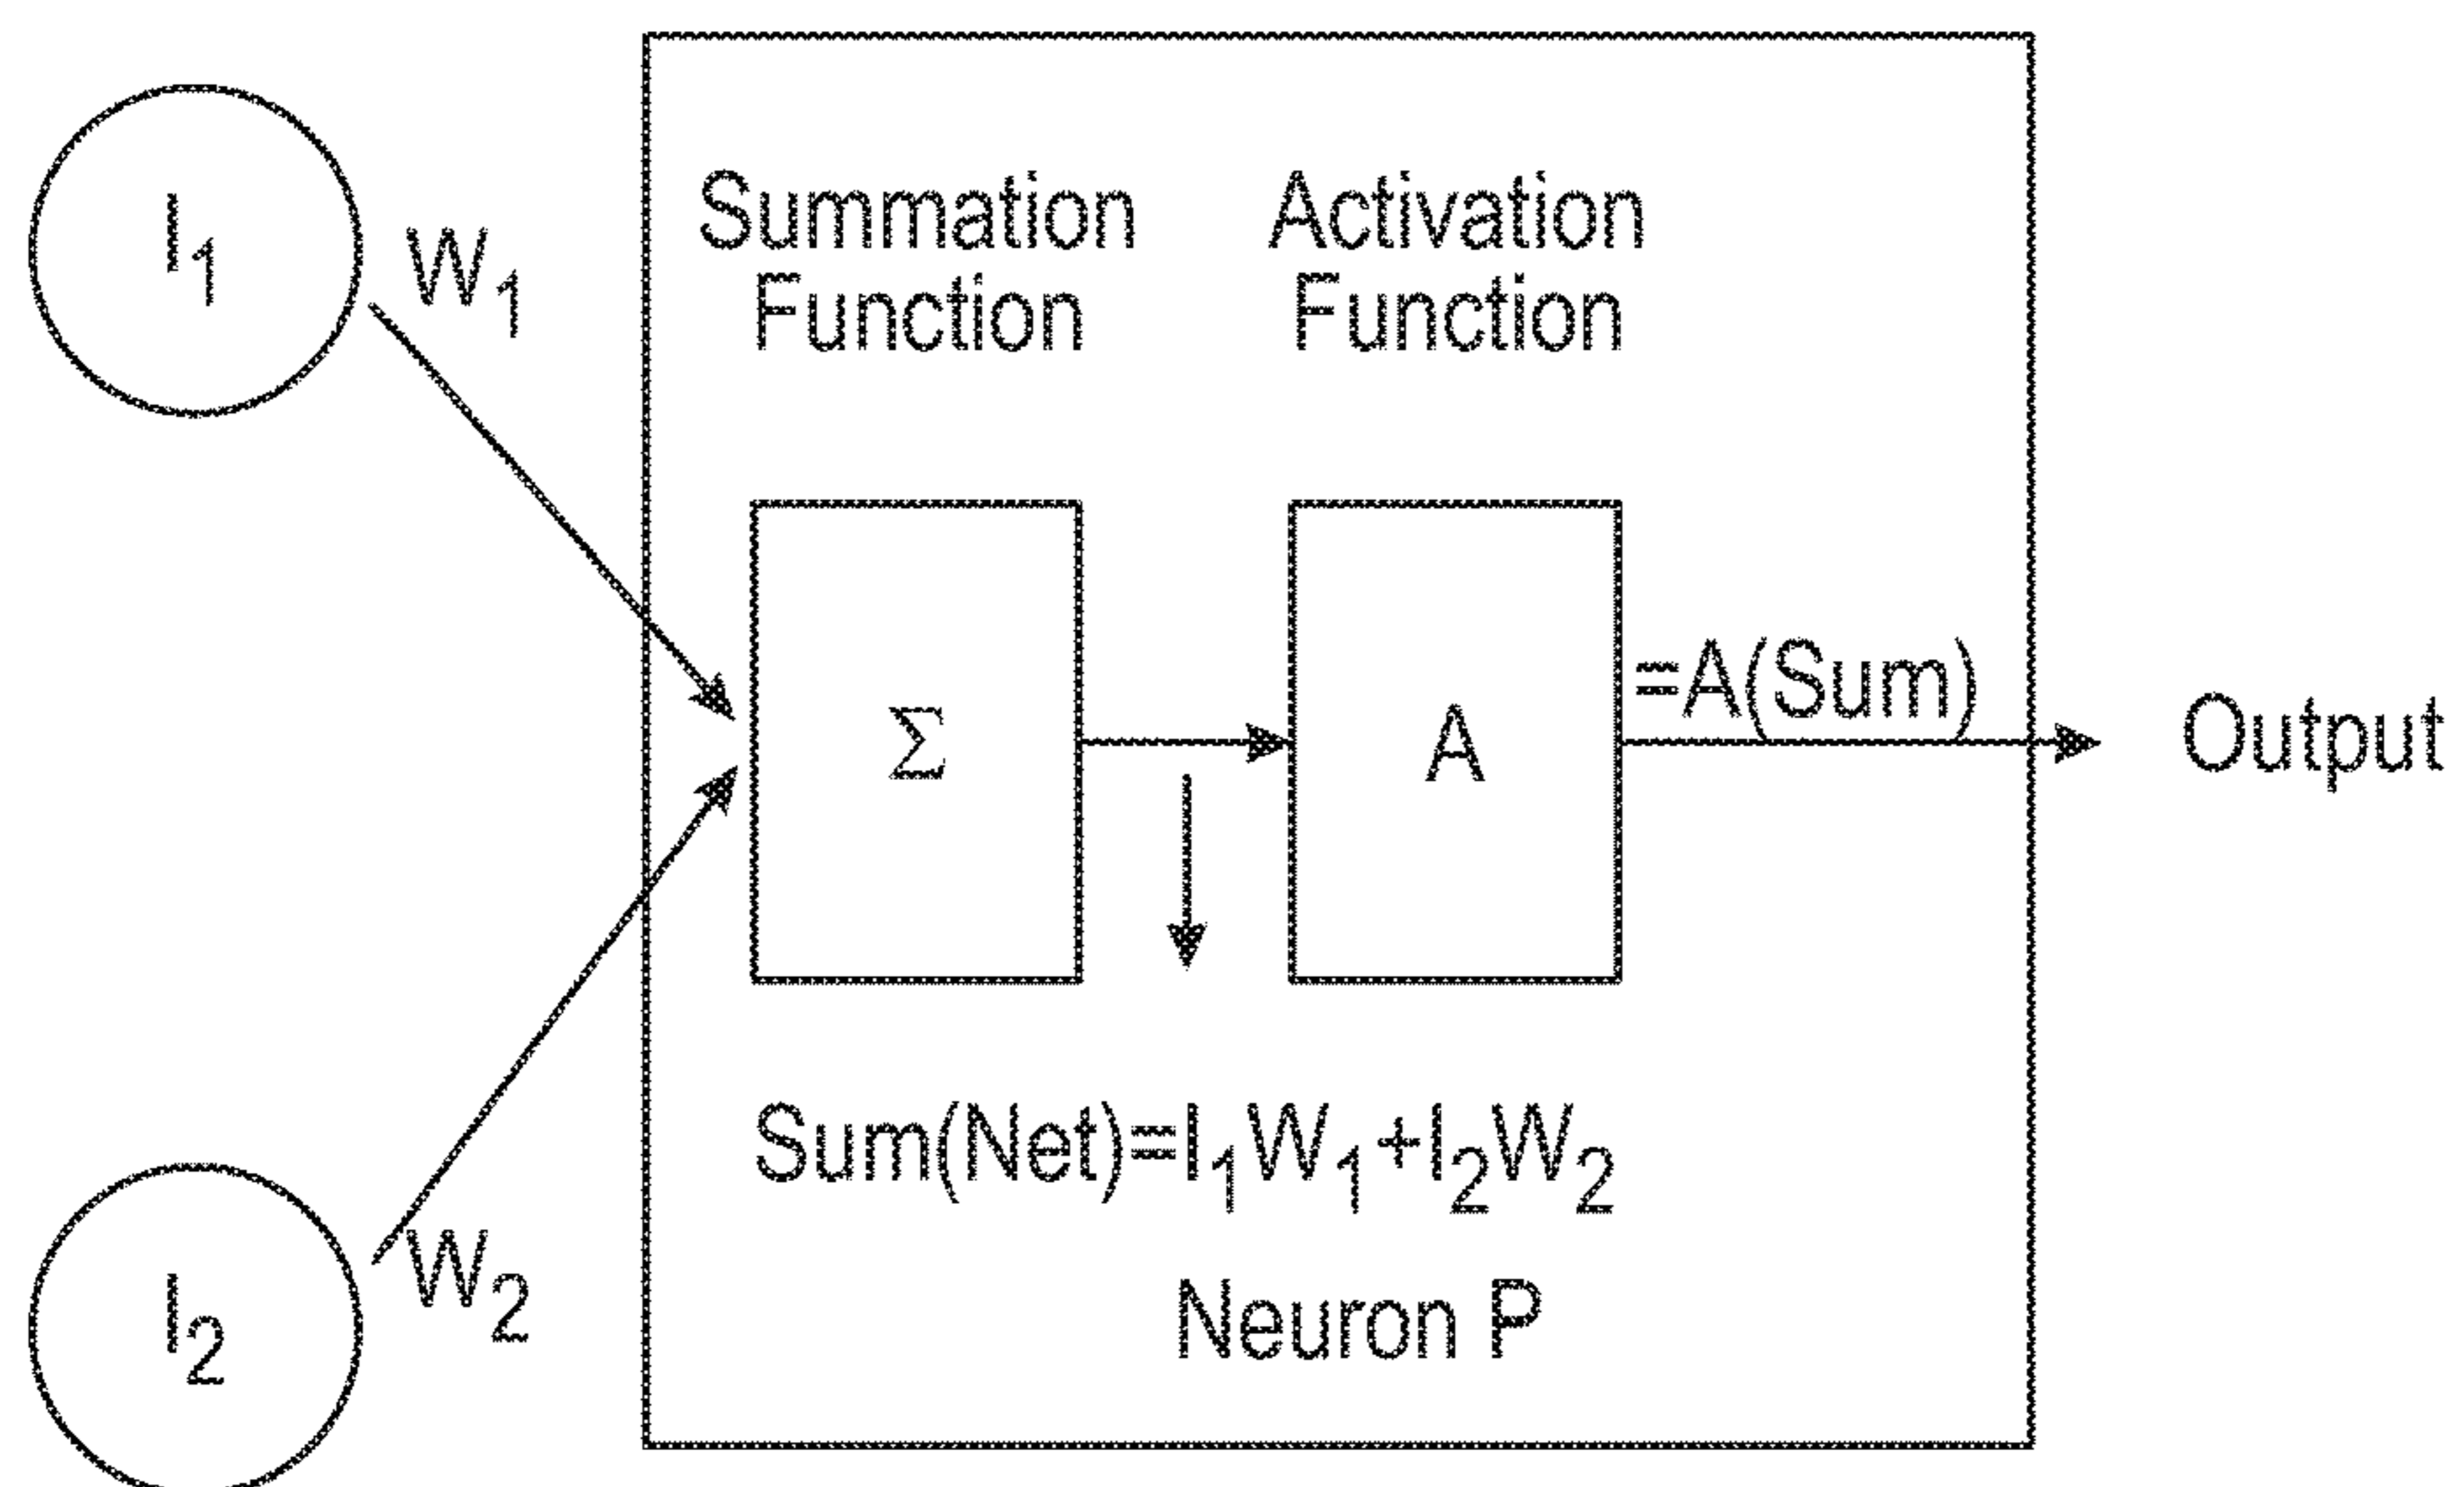 I₁
W₁
Summation
Function
Activation
Function
Σ
A
=A(Sum)
Output
Sum(Net)=I₁W₁+I₂W₂
I₂
W₂
Neuron P